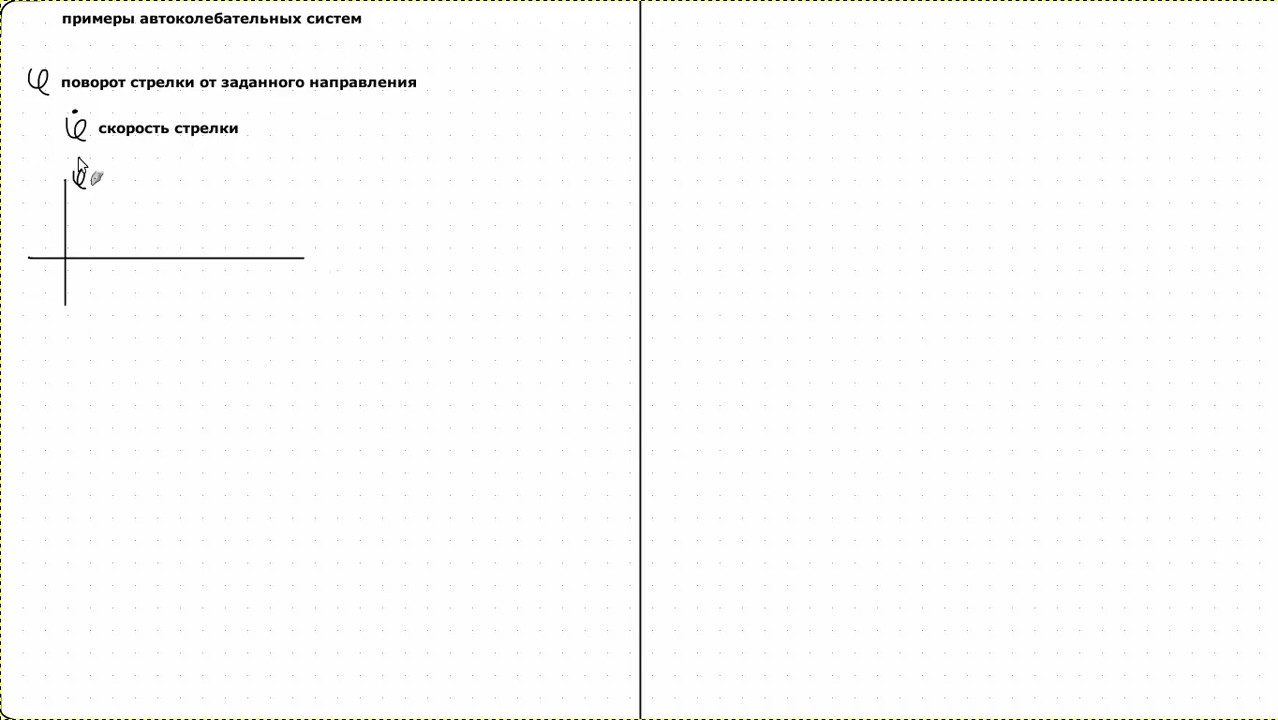 примеры автоколебательных систем
φ поворот стрелки от заданного направления
φ̇ скорость стрелки
φ